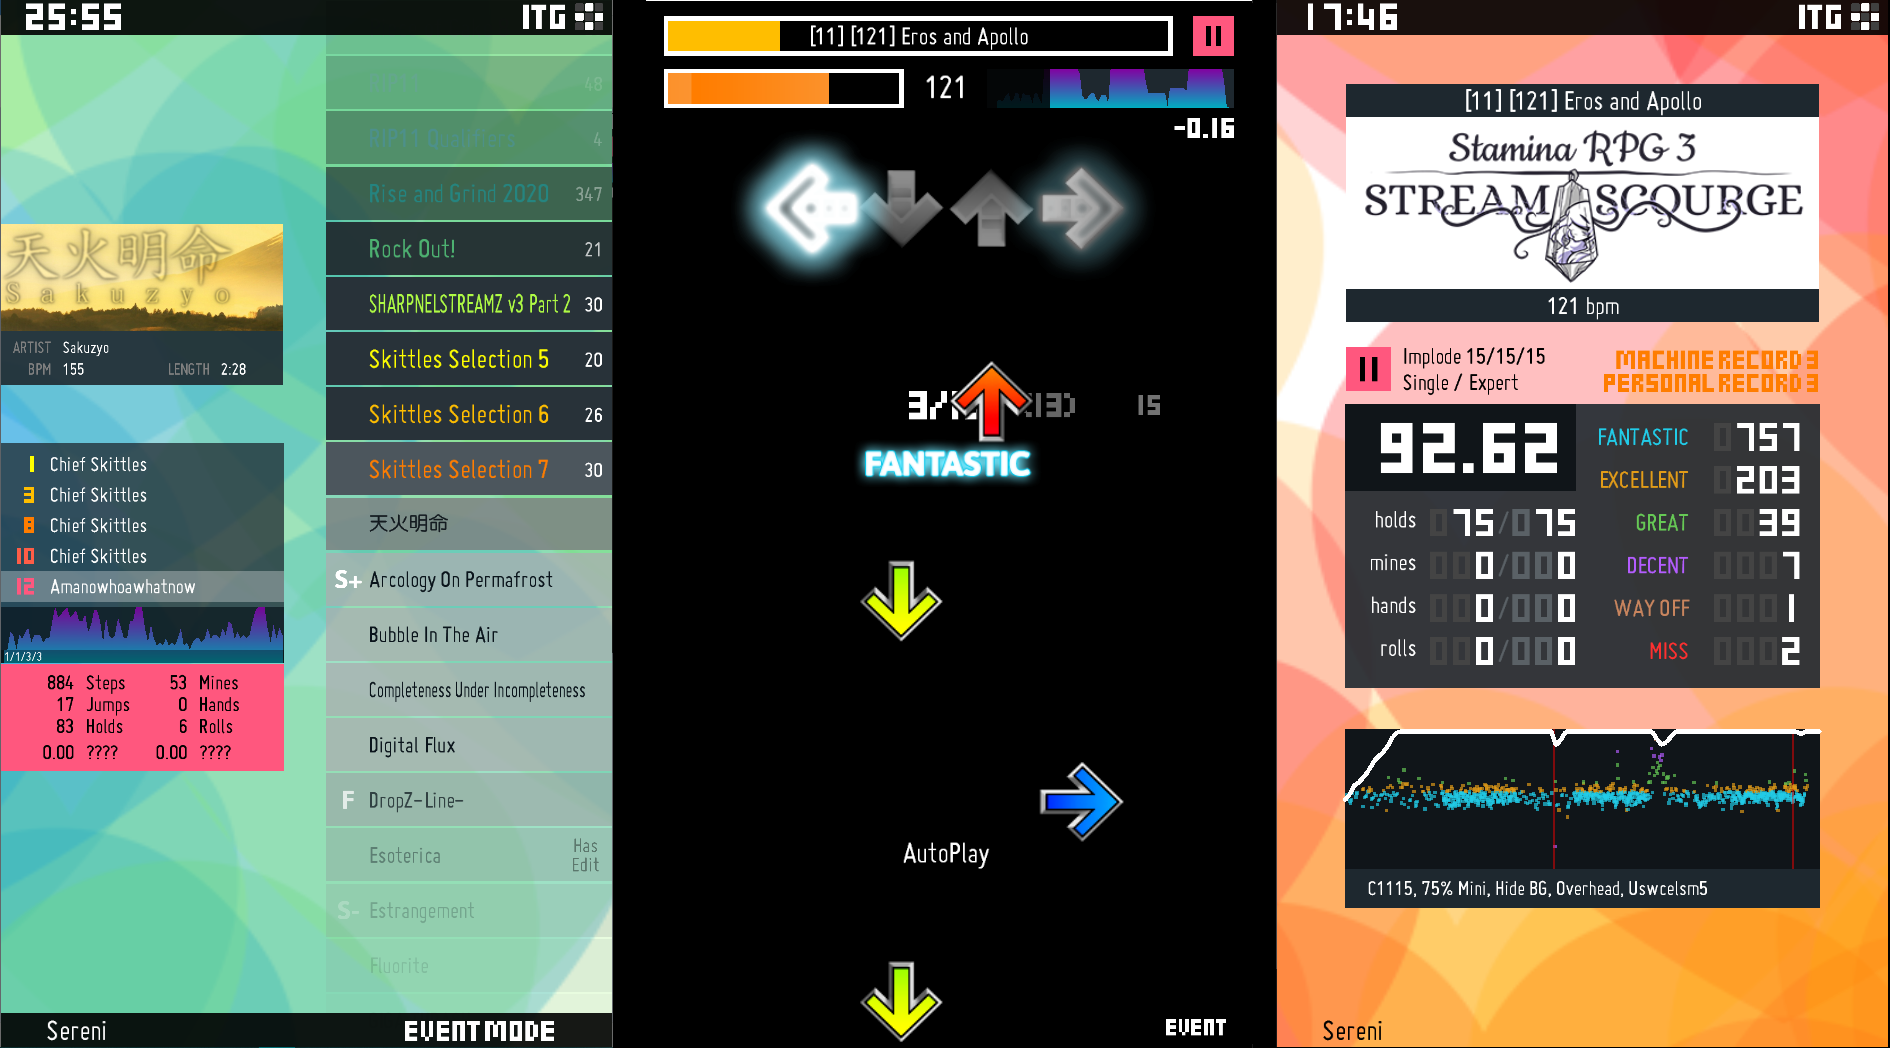 25:55
ITG
48
RIP11 Qualifiers
4
Rise and Grind 2020
347
Rock Out!
21
SHARPNELSTREAMZ v3 Part 2
30
Skittles Selection 5
20
Skittles Selection 6
26
Skittles Selection 7
30
天火明命
S+ Arcology On Permafrost
Bubble In The Air
Completeness Under Incompleteness
Digital Flux
F DropZ-Line-
Esoterica
Has
Edit
S- Estrangement
Fluorite
天火明命
Sakuzyo
ARTIST Sakuzyo
BPM 155 LENGTH 2:28
1 Chief Skittles
3 Chief Skittles
8 Chief Skittles
10 Chief Skittles
12 Amanowhoawhatnow
1/1/3/3
884 Steps 53 Mines
17 Jumps 0 Hands
83 Holds 6 Rolls
0.00 ???? 0.00 ????
Sereni
EVENT MODE
[11] [121] Eros and Apollo
121
-0.16
15
FANTASTIC
AutoPlay
EVENT
17:46
ITG
[11] [121] Eros and Apollo
Stamina RPG 3
STREAM SCOURGE
121 bpm
Implode 15/15/15
Single / Expert
MACHINE RECORD 3
PERSONAL RECORD 3
92.62
FANTASTIC 0757
EXCELLENT 0203
GREAT 0039
DECENT 0007
WAY OFF 0001
MISS 0002
holds 075/075
mines 000/000
hands 000/000
rolls 000/000
C1115, 75% Mini, Hide BG, Overhead, Uswcelsm5
Sereni